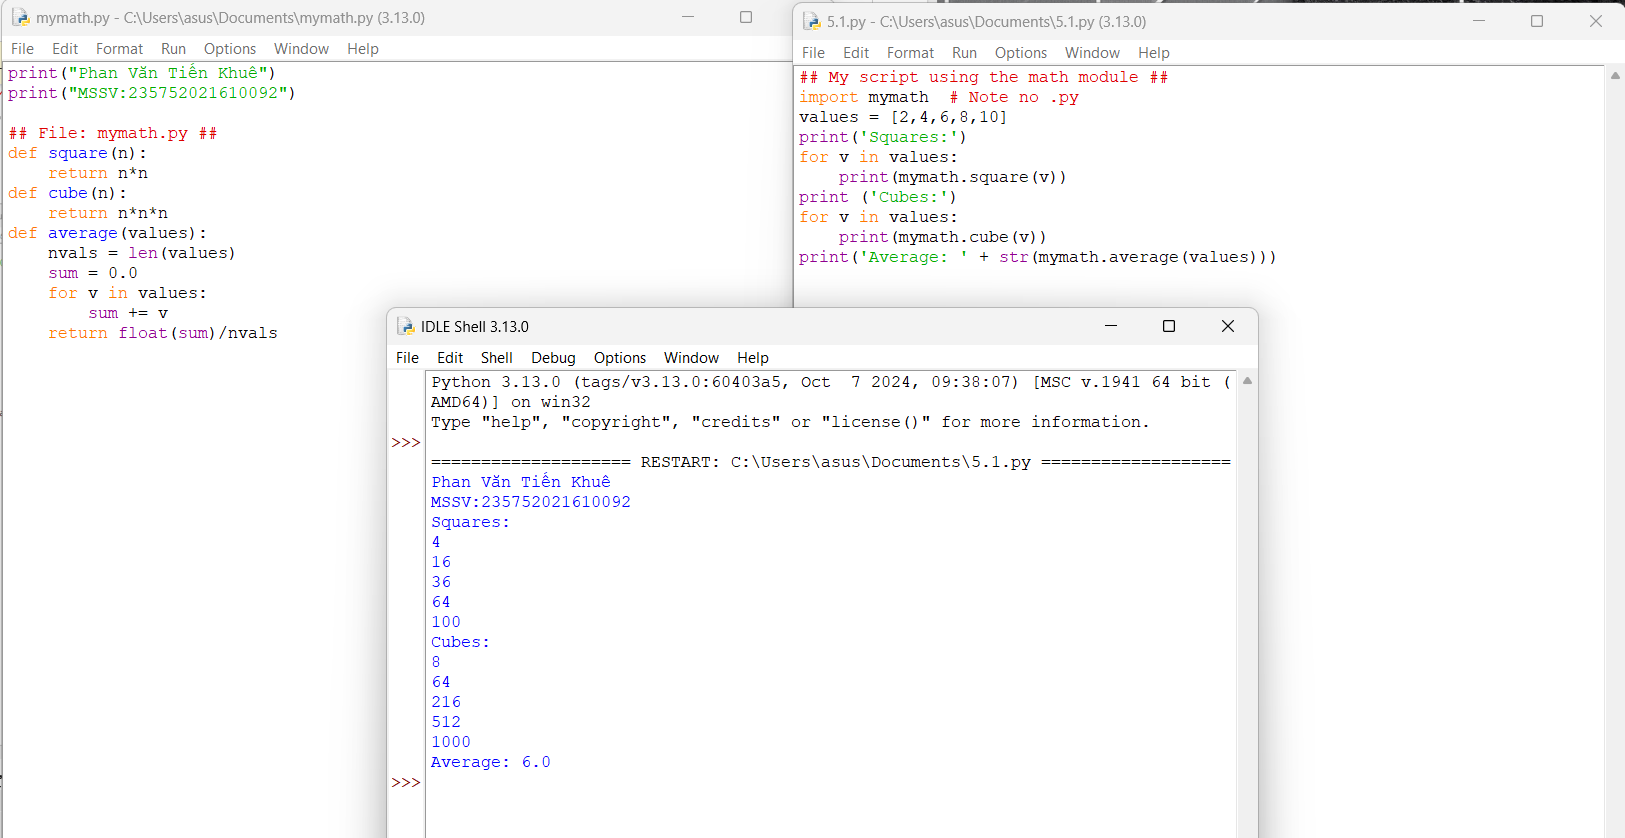 mymath.py - C:\Users\asus\Documents\mymath.py (3.13.0)
File Edit Format Run Options Window Help
print("Phan Văn Tiến Khuê")
print("MSSV:235752021610092")

## File: mymath.py ##
def square(n):
    return n*n
def cube(n):
    return n*n*n
def average(values):
    nvals = len(values)
    sum = 0.0
    for v in values:
        sum += v
    return float(sum)/nvals
5.1.py - C:\Users\asus\Documents\5.1.py (3.13.0)
File Edit Format Run Options Window Help
## My script using the math module ##
import mymath  # Note no .py
values = [2,4,6,8,10]
print('Squares:')
for v in values:
    print(mymath.square(v))
print ('Cubes:')
for v in values:
    print(mymath.cube(v))
print('Average: ' + str(mymath.average(values)))
IDLE Shell 3.13.0
File Edit Shell Debug Options Window Help
Python 3.13.0 (tags/v3.13.0:60403a5, Oct  7 2024, 09:38:07) [MSC v.1941 64 bit (
AMD64)] on win32
Type "help", "copyright", "credits" or "license()" for more information.
>>>
==================== RESTART: C:\Users\asus\Documents\5.1.py ===================
Phan Văn Tiến Khuê
MSSV:235752021610092
Squares:
4
16
36
64
100
Cubes:
8
64
216
512
1000
Average: 6.0
>>>